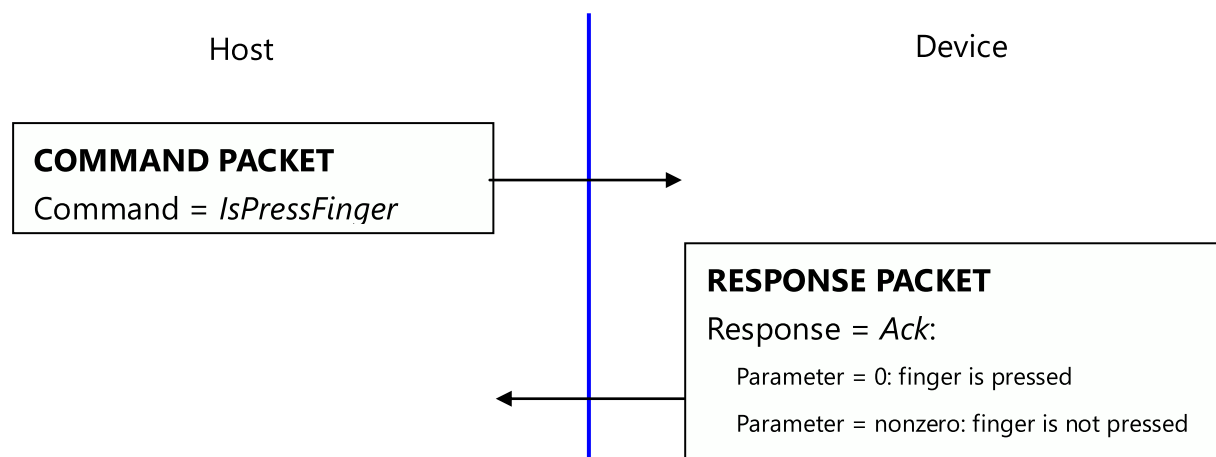 Host
Device
COMMAND PACKET
Command = IsPressFinger
RESPONSE PACKET
Response = Ack:
Parameter = 0: finger is pressed
Parameter = nonzero: finger is not pressed